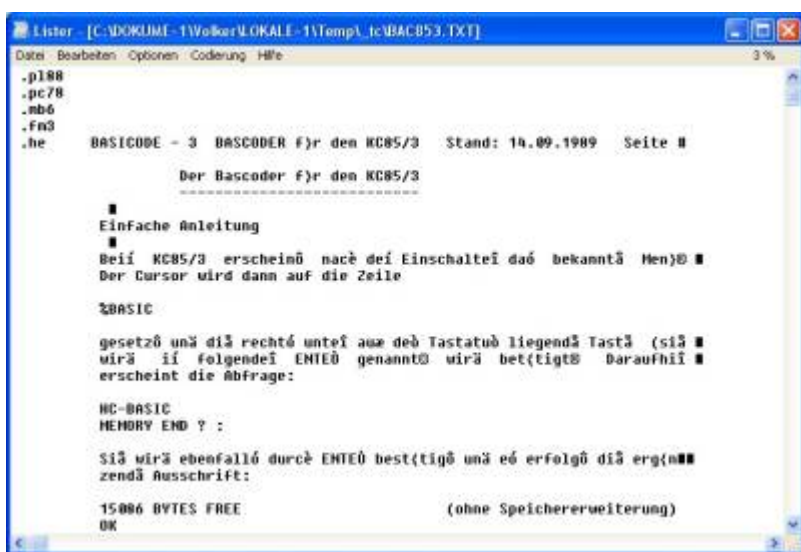 Lister - [C:\DOKUME~1\Volker\LOKALE~1\Temp\_tc\BAC853.TXT]
Datei Bearbeiten Optionen Codierung Hilfe 3 %
.pl88
.pc78
.mb6
.fm3
.he BASICODE - 3 BASCODER f}r den KC85/3 Stand: 14.09.1989 Seite #
Der Bascoder f}r den KC85/3
---------------------------
Einfache Anleitung
Beií KC85/3 erscheinô nacè deí Einschalteî daó bekanntå Men}®
Der Cursor wird dann auf die Zeile
%BASIC
gesetzô unä diå rechtó unteî auæ deò Tastatuò liegendå Tastå (siå
wirä ií folgendeî ENTEÒ genannt© wirä bet{tigt® Daraufhiî
erscheint die Abfrage:
HC-BASIC
MEMORY END ? :
Siå wirä ebenfalló durcè ENTEÒ best{tigô unä eó erfolgô diå erg{n
zendå Ausschrift:
15086 BYTES FREE (ohne Speichererweiterung)
OK